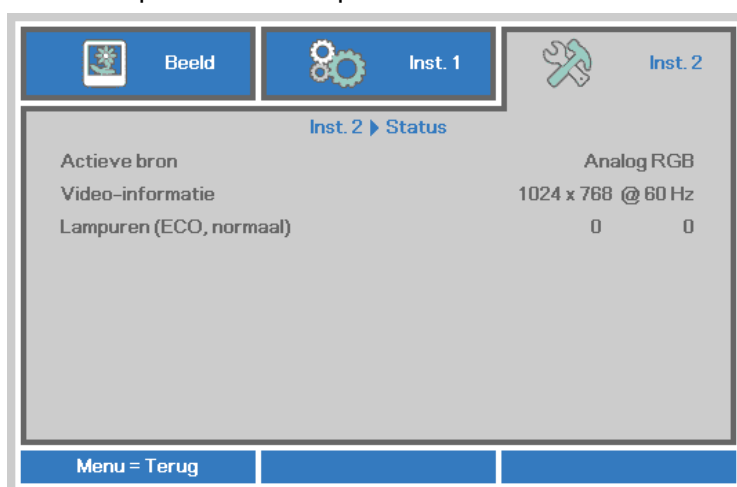 Beeld Inst. 1 Inst. 2
Inst. 2 ▶ Status
Actieve bron Analog RGB
Video-informatie 1024 x 768 @ 60 Hz
Lampuren (ECO, normaal) 0 0
Menu = Terug